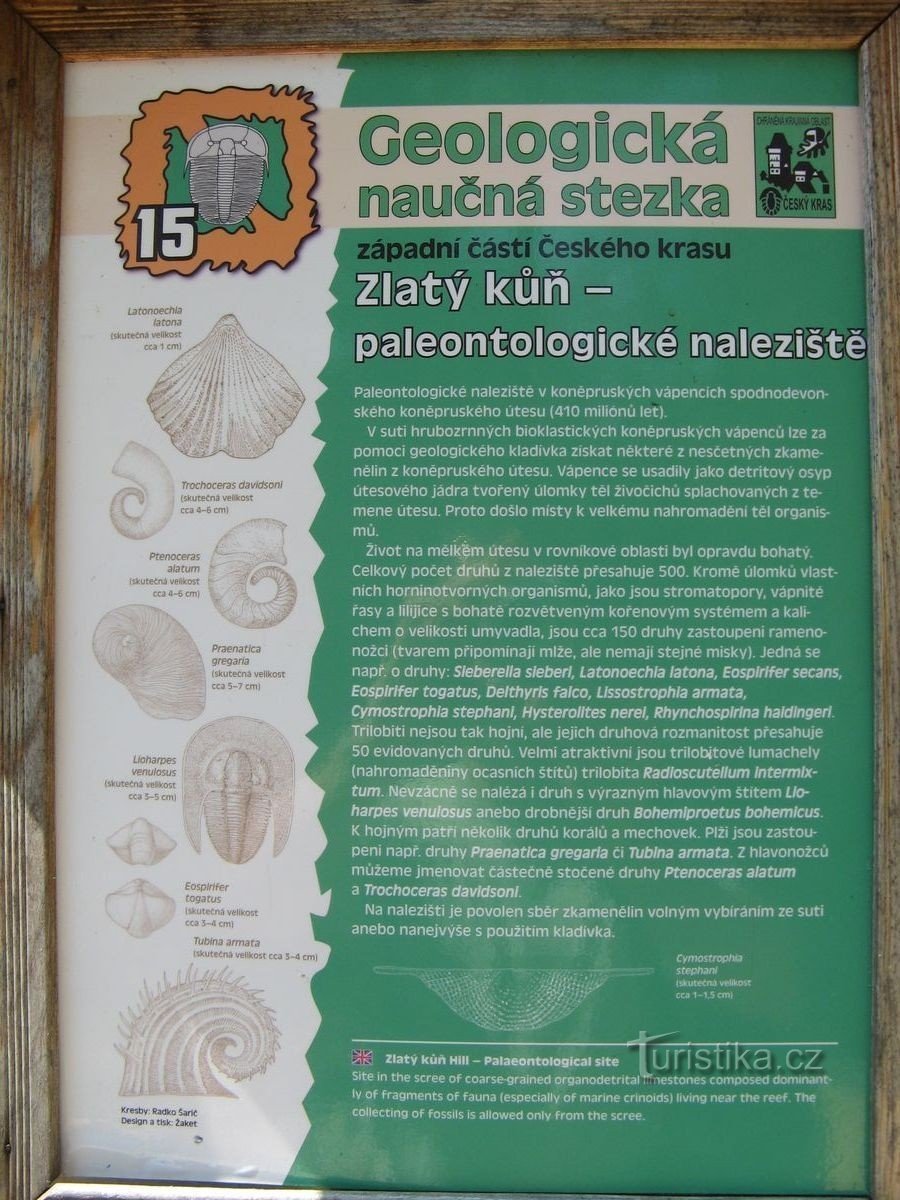 15
Geologická
naučná stezka
CHRÁNĚNÁ KRAJINNÁ OBLAST
ČESKÝ KRAS
západní částí Českého krasu
Zlatý kůň –
paleontologické naleziště
Latonoechia
latona
(skutečná velikost
cca 1 cm)
Trochoceras davidsoni
(skutečná velikost
cca 4–6 cm)
Ptenoceras
alatum
(skutečná velikost
cca 4–6 cm)
Praenatica
gregaria
(skutečná velikost
cca 5–7 cm)
Lioharpes
venulosus
(skutečná velikost
cca 3–5 cm)
Eospirifer
togatus
(skutečná velikost
cca 3–4 cm)
Tubina armata
(skutečná velikost cca 3–4 cm)
Kresby: Radko Šarič
Design a tisk: Žaket
Paleontologické naleziště v koněpruských vápencích spodnodevon-
ského koněpruského útesu (410 miliónů let).
V suti hrubozrnných bioklastických koněpruských vápenců lze za
pomoci geologického kladívka získat některé z nesčetných zkame-
nělin z koněpruského útesu. Vápence se usadily jako detritový osyp
útesového jádra tvořený úlomky těl živočichů splachovaných z te-
mene útesu. Proto došlo místy k velkému nahromadění těl organis-
mů.
Život na mělkém útesu v rovníkové oblasti byl opravdu bohatý.
Celkový počet druhů z naleziště přesahuje 500. Kromě úlomků vlast-
ních horninotvorných organismů, jako jsou stromatopory, vápnité
řasy a lilijice s bohatě rozvětveným kořenovým systémem a kali-
chem o velikosti umyvadla, jsou cca 150 druhy zastoupeni rameno-
nožci (tvarem připomínají mlže, ale nemají stejné misky). Jedná se
např. o druhy: Sieberella sieberi, Latonoechia latona, Eospirifer secans,
Eospirifer togatus, Delthyris falco, Lissostrophia armata,
Cymostrophia stephani, Hysterolites nerei, Rhynchospirina haidingeri.
Trilobiti nejsou tak hojní, ale jejich druhová rozmanitost přesahuje
50 evidovaných druhů. Velmi atraktivní jsou trilobitové lumachely
(nahromaděniny ocasních štítů) trilobita Radioscutellum intermix-
tum. Nevzácně se nalézá i druh s výrazným hlavovým štítem Lio-
harpes venulosus anebo drobnější druh Bohemiproetus bohemicus.
K hojným patří několik druhů korálů a mechovek. Plži jsou zastou-
peni např. druhy Praenatica gregaria či Tubina armata. Z hlavonožců
můžeme jmenovat částečně stočené druhy Ptenoceras alatum
a Trochoceras davidsoni.
Na nalezišti je povolen sběr zkamenělin volným vybíráním ze suti
anebo nanejvýše s použitím kladívka.
Cymostrophia
stephani
(skutečná velikost
cca 1–1,5 cm)
Zlatý kůň Hill – Palaeontological site
Site in the scree of coarse-grained organodetrital limestones composed dominant-
ly of fragments of fauna (especially of marine crinoids) living near the reef. The
collecting of fossils is allowed only from the scree.
Turistika.cz